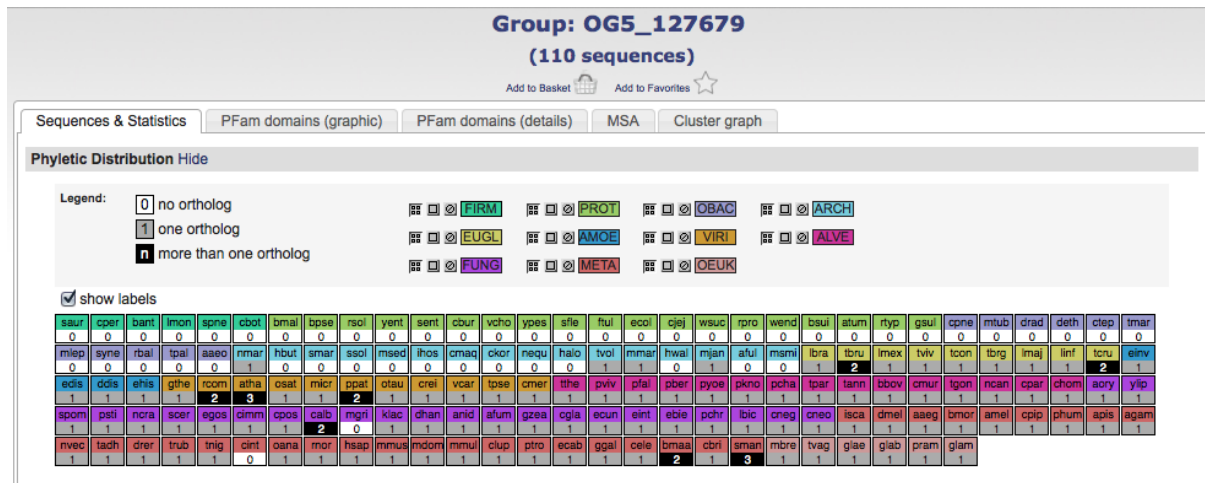 Group: OG5_127679
(110 sequences)
Add to Basket Add to Favorites
Sequences & Statistics PFam domains (graphic) PFam domains (details) MSA Cluster graph
Phyletic Distribution Hide
Legend: 0 no ortholog FIRM PROT OBAC ARCH
1 one ortholog EUGL AMOE VIRI ALVE
n more than one ortholog FUNG META OEUK
show labels
saur cper bant lmon spne cbot bmal bpse rsol yent sent cbur vcho ypes sfle ftul ecol cjej wsuc rpro wend bsui atum rtyp gsul cpne mtub drad deth ctep tmar
0 0 0 0 0 0 0 0 0 0 0 0 0 0 0 0 0 0 0 0 0 0 0 0 0 0 0 0 0 0 0
mlep syne rbal tpal aaeo nmar hbut smar ssol msed ihos cmaq ckor nequ halo tvol mmar hwal mjan aful msmi lbra tbru lmex tviv tcon tbrg lmaj linf tcru einv
0 0 0 0 0 1 0 0 0 0 0 0 0 0 0 1 1 0 1 0 0 1 2 1 1 1 1 1 1 2 1
edis ddis ehis gthe rcom atha osat micr ppat otau crei vcar tpse cmer tthe pviv pfal pber pyoe pkno pcha tpar tann bbov cmur tgon ncan cpar chom aory ylip
1 1 1 1 2 3 1 1 2 1 1 1 1 1 1 1 1 1 1 1 1 1 1 1 1 1 1 1 1 1 1
spom psti ncra scer egos cimm cpos calb mgri klac dhan anid afum gzea cgla ecun eint ebie pchr lbic cneg cneo isca dmel aaeg bmor amel cpip phum apis agam
1 1 1 1 1 1 1 2 0 1 1 1 1 1 1 1 1 1 1 1 1 1 1 1 1 1 1 1 1 1 1
nvec tadh drer trub tnig cint oana rnor hsap mmus mdom mmul clup ptro ecab ggal cele bmaa cbri sman mbre tvag glae glab pram glam
1 1 1 1 1 0 1 1 1 1 1 1 1 1 1 1 1 2 1 3 1 1 1 1 1 1